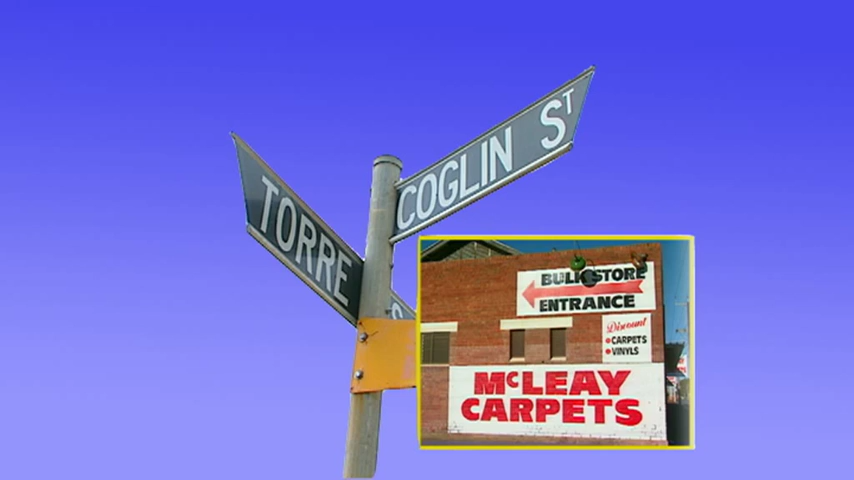 COGLIN ST
TORRE
BULK STORE
ENTRANCE
Discount
• CARPETS
• VINYLS
McLEAY
CARPETS